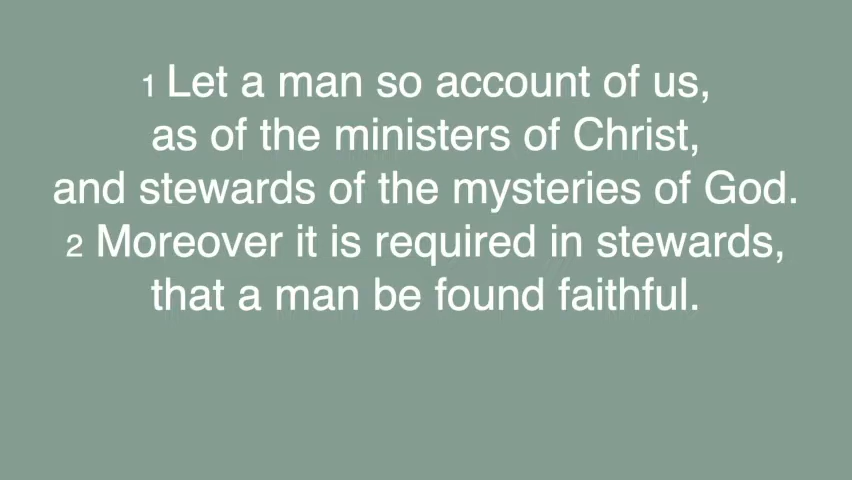 1 Let a man so account of us,
as of the ministers of Christ,
and stewards of the mysteries of God.
2 Moreover it is required in stewards,
that a man be found faithful.